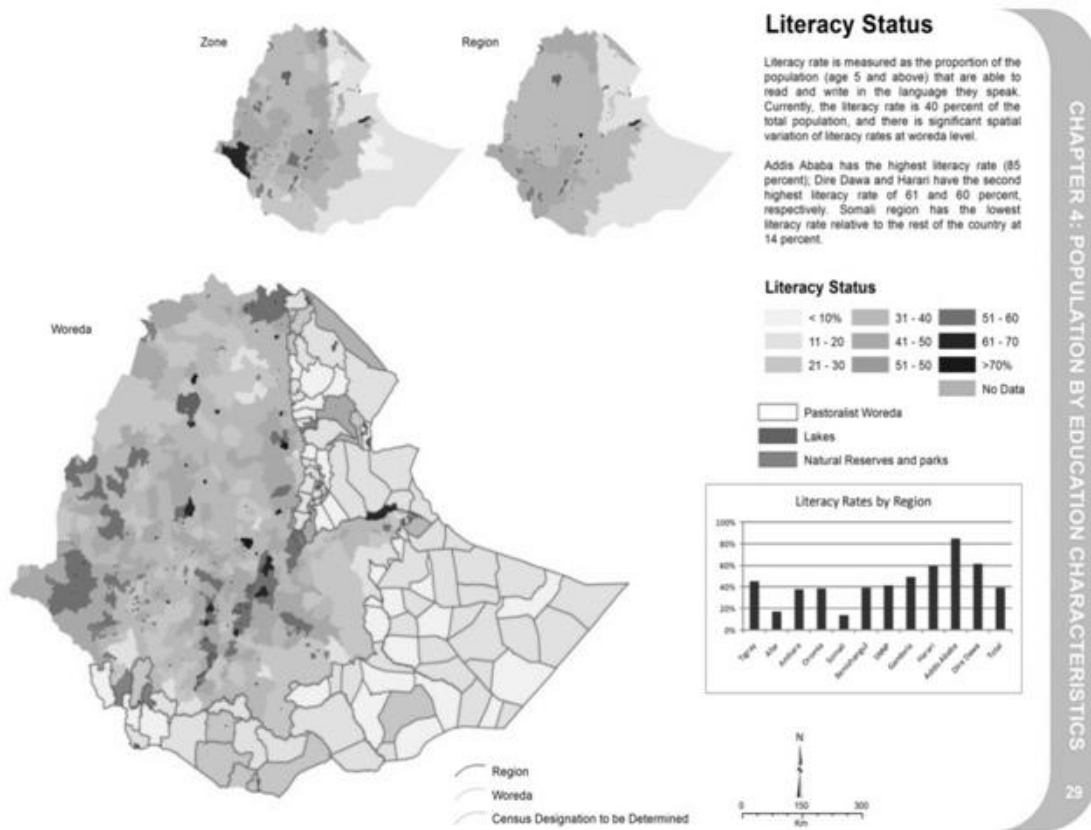 Zone
Region
Literacy Status
Literacy rate is measured as the proportion of the
population (age 5 and above) that are able to
read and write in the language they speak.
Currently, the literacy rate is 40 percent of the
total population, and there is significant spatial
variation of literacy rates at woreda level.
Addis Ababa has the highest literacy rate (85
percent); Dire Dawa and Harari have the second
highest literacy rate of 61 and 60 percent,
respectively. Somali region has the lowest
literacy rate relative to the rest of the country at
14 percent.
Woreda
Literacy Status
< 10% 31 - 40 51 - 60
11 - 20 41 - 50 61 - 70
21 - 30 51 - 50 >70%
No Data
Pastoralist Woreda
Lakes
Natural Reserves and parks
Literacy Rates by Region
100%
80%
60%
40%
20%
0%
Tigray Afar Amhara Oromia Somali Benishangul SNNP Gambela Harari Addis Ababa Dire Dawa Total
Region
Woreda
Census Designation to be Determined
N
0 150 300
Km
CHAPTER 4: POPULATION BY EDUCATION CHARACTERISTICS
29